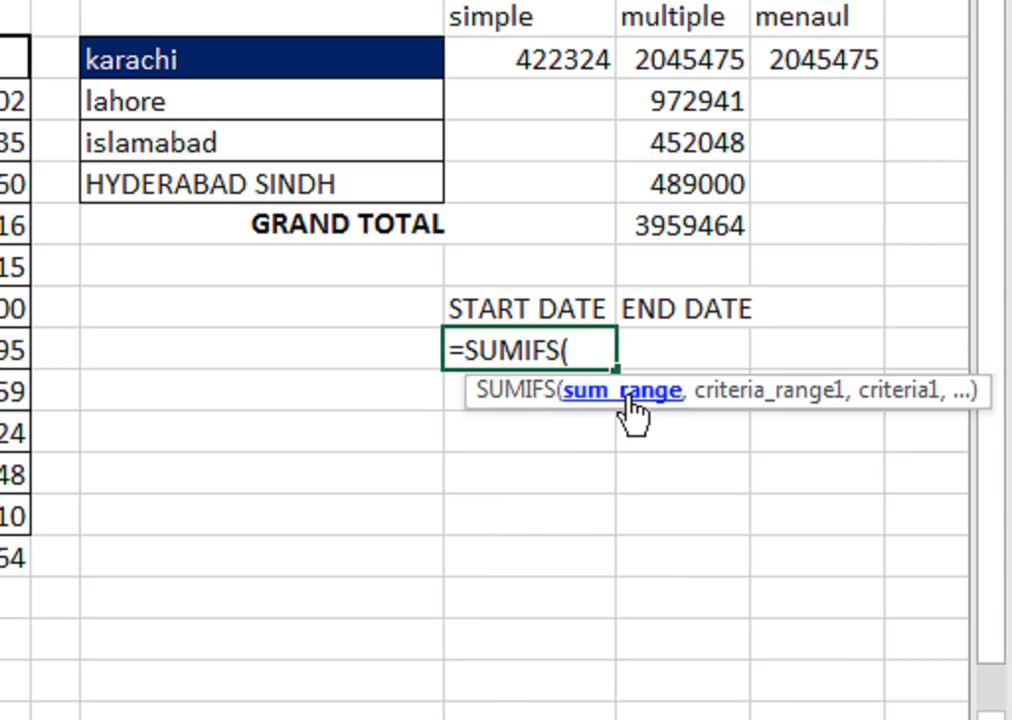 simple multiple menaul
karachi 422324 2045475 2045475
02 lahore 972941
35 islamabad 452048
50 HYDERABAD SINDH 489000
16 GRAND TOTAL 3959464
15
00 START DATE END DATE
95 =SUMIFS(
59 SUMIFS(sum_range, criteria_range1, criteria1, ...)
24
48
10
54